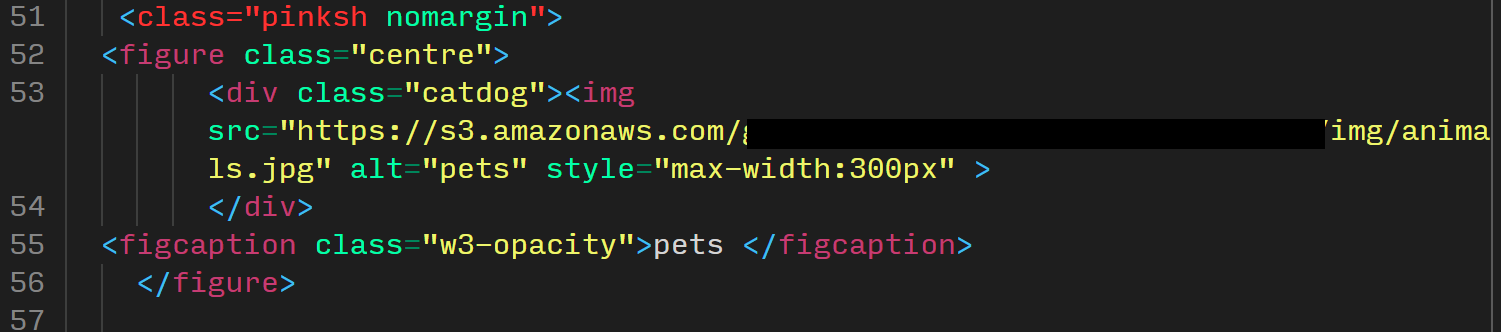 51 <class="pinksh nomargin">
52 <figure class="centre">
53 <div class="catdog"><img
src="https://s3.amazonaws.com/g /img/anima
ls.jpg" alt="pets" style="max-width:300px" >
54 </div>
55 <figcaption class="w3-opacity">pets </figcaption>
56 </figure>
57